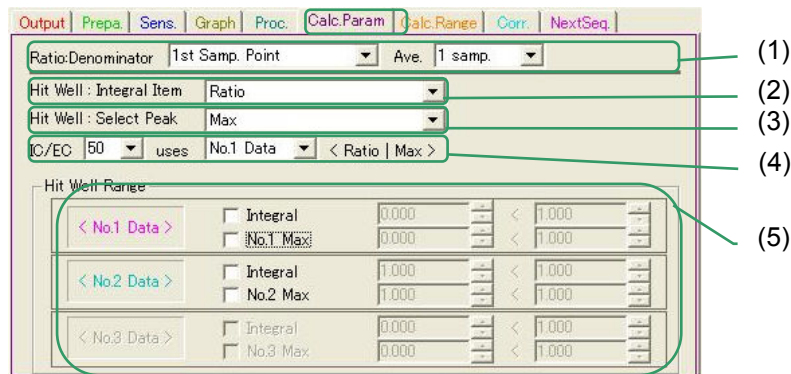 Output Prepa. Sens. Graph Proc. Calc.Param Calc.Range Corr. NextSeq.
Ratio:Denominator 1st Samp. Point Ave. 1 samp. (1)
Hit Well : Integral Item Ratio (2)
Hit Well : Select Peak Max (3)
IC/EC 50 uses No.1 Data < Ratio | Max > (4)
Hit Well Range
< No.1 Data > Integral 0.000 < 1.000
No.1 Max 0.000 < 1.000 (5)
< No.2 Data > Integral 1.000 < 1.000
No.2 Max 1.000 < 1.000
< No.3 Data > Integral 0.000 < 1.000
No.3 Max 0.000 < 1.000